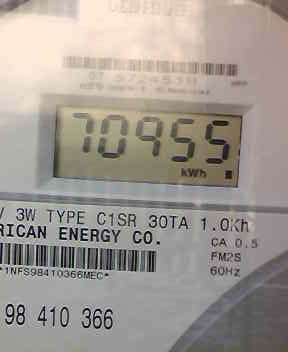 70955
kWh
V 3W TYPE C1SR 30TA 1.0Kh
RICAN ENERGY CO.
CA 0.5
FM2S
*1NFS98410366MEC*
60Hz
98 410 366